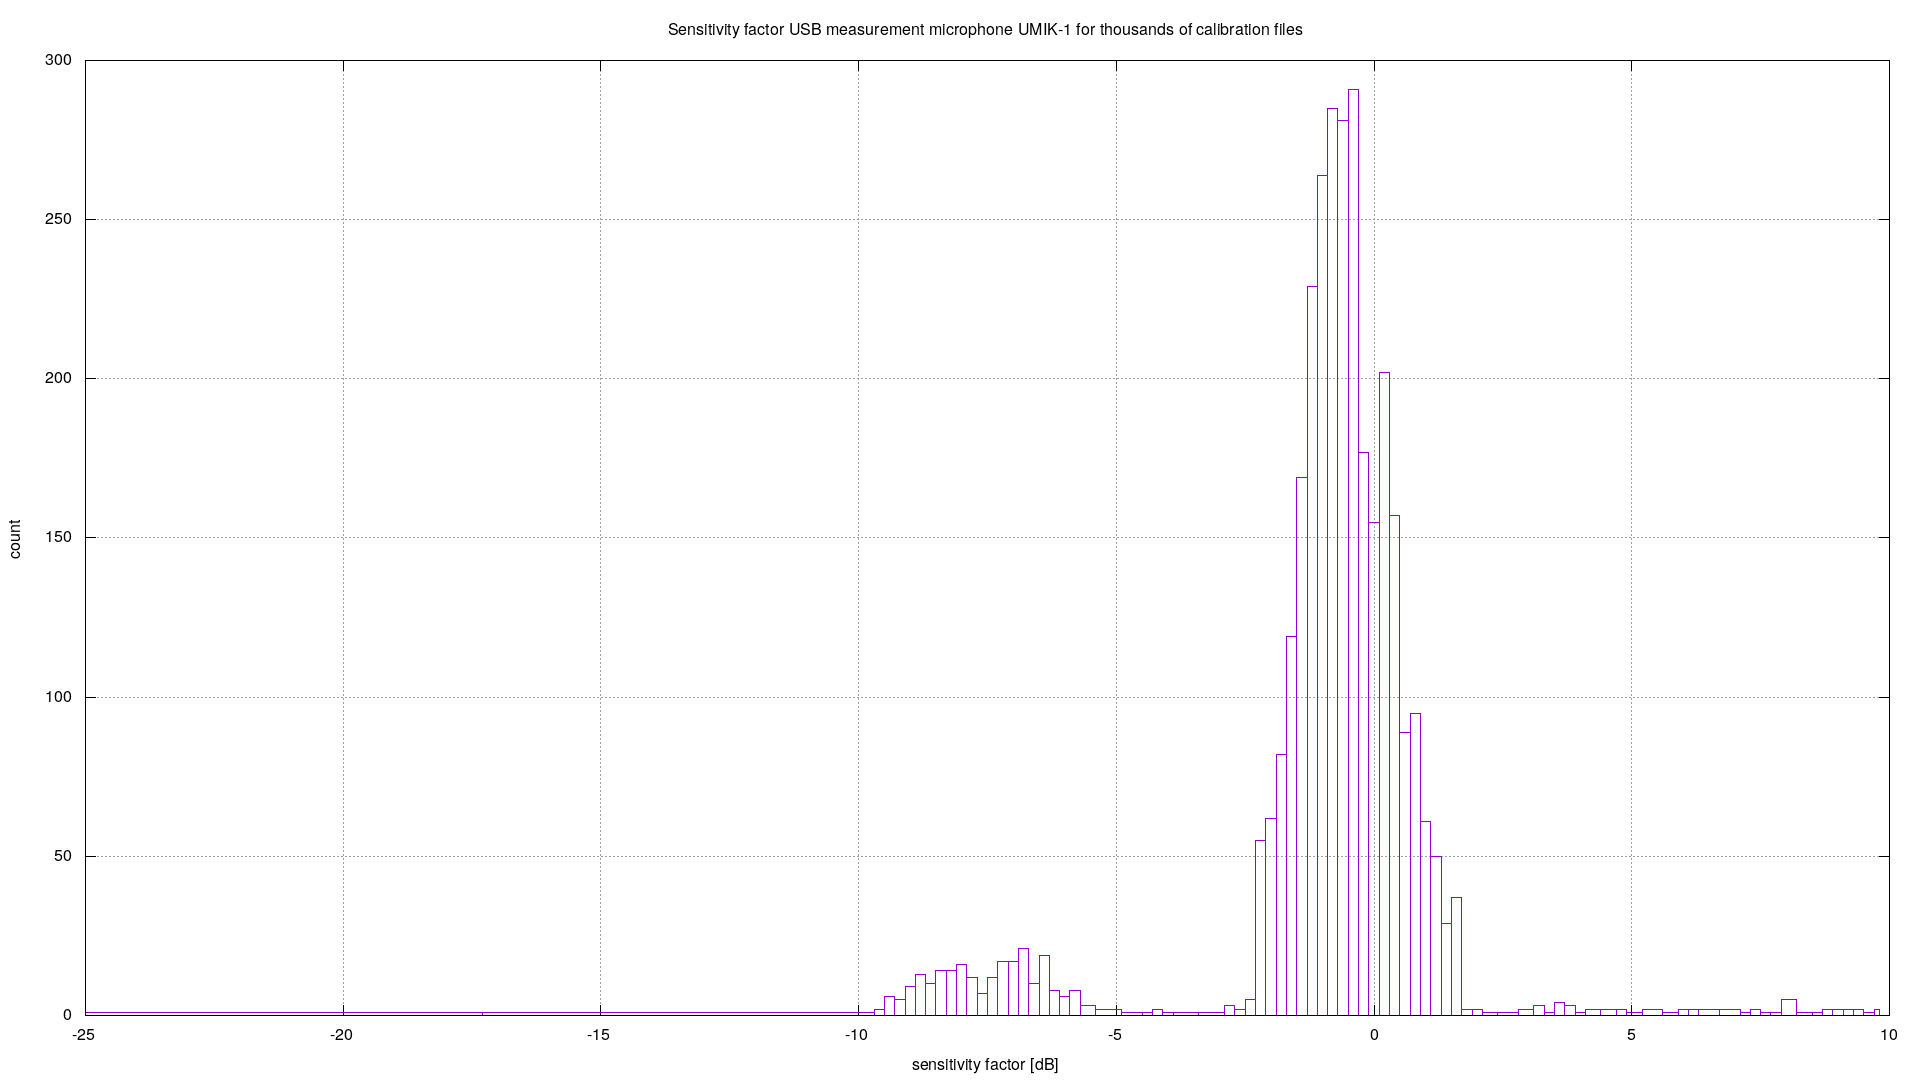 Sensitivity factor USB measurement microphone UMIK-1 for thousands of calibration files
300
250
200
150
100
50
0
count
-25 -20 -15 -10 -5 0 5 10
sensitivity factor [dB]